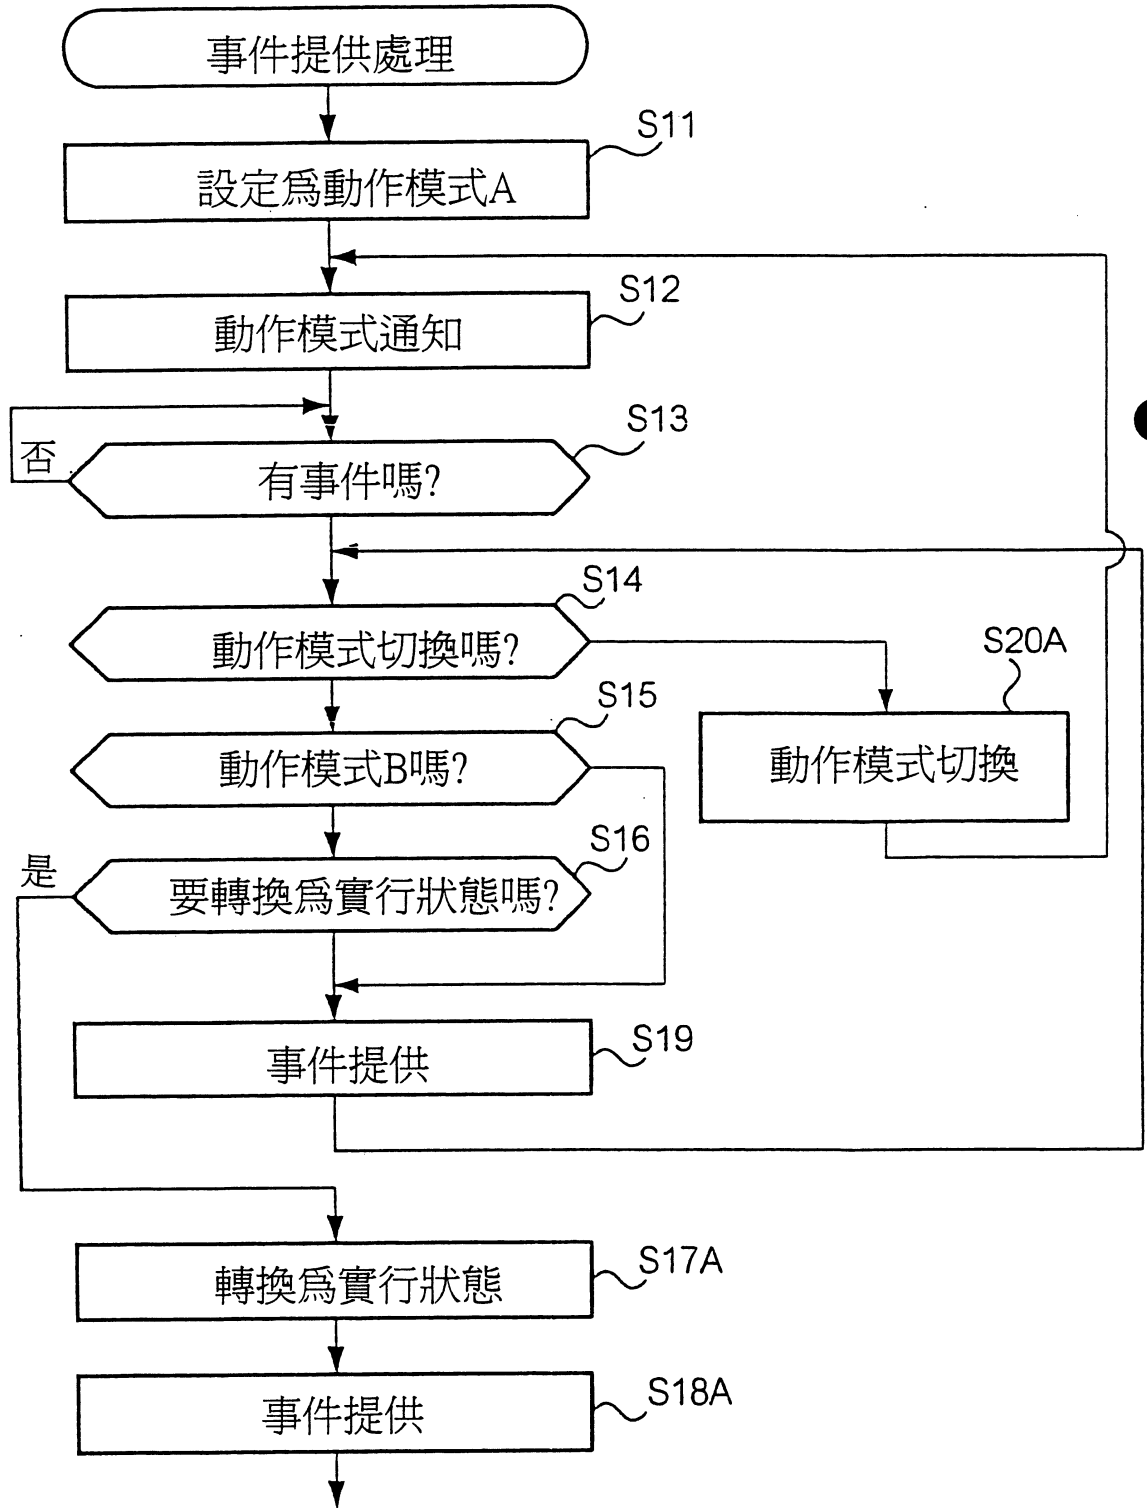 事件提供處理
S11
設定爲動作模式A
S12
動作模式通知
S13
否
有事件嗎?
S14
動作模式切換嗎?
S20A
動作模式切換
S15
動作模式B嗎?
S16
是
要轉換爲實行狀態嗎?
S19
事件提供
S17A
轉換爲實行狀態
S18A
事件提供